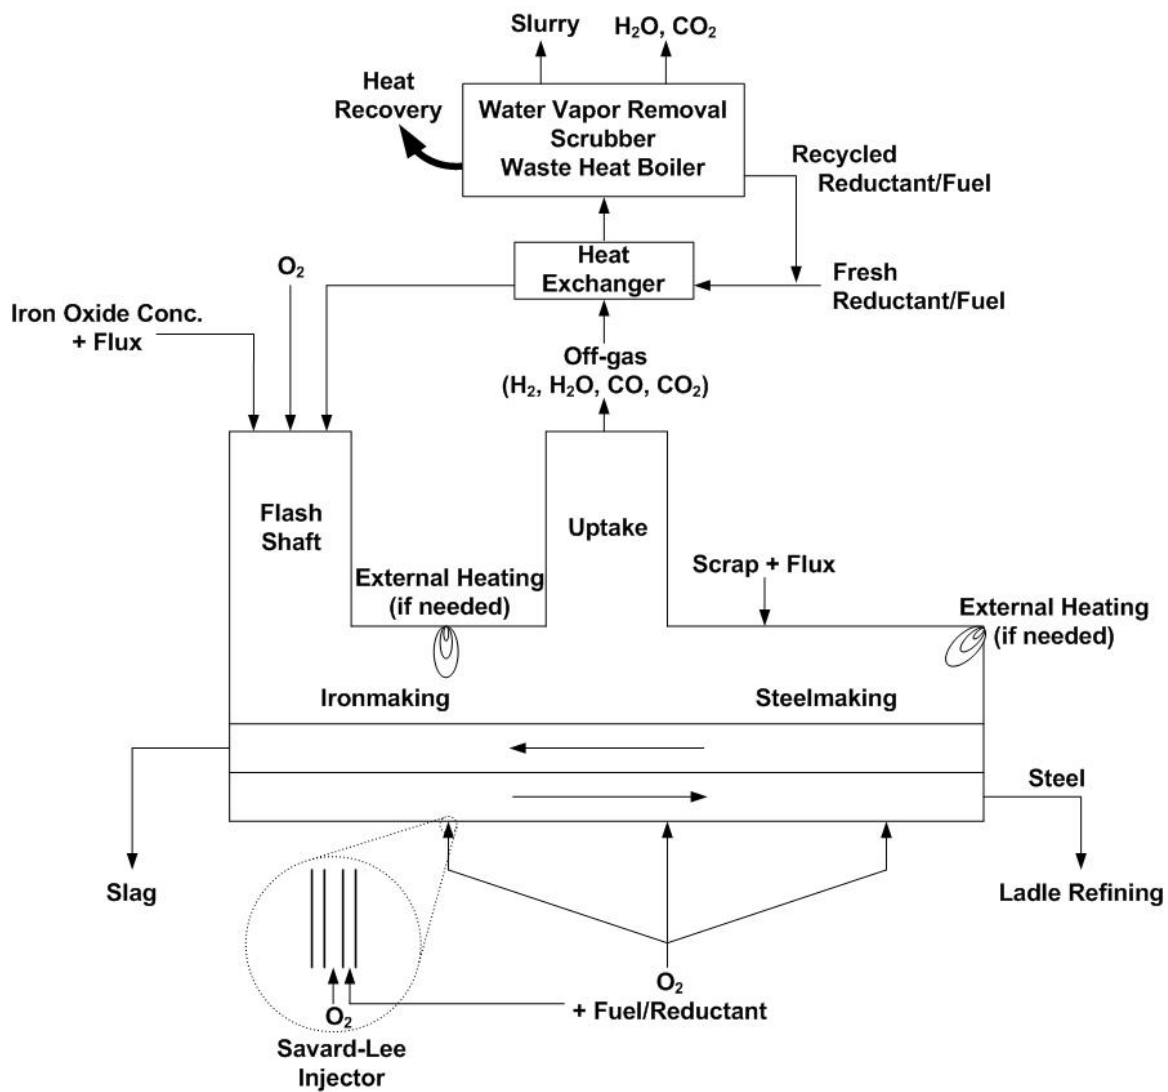 Slurry
H₂O, CO₂
Heat
Recovery
Water Vapor Removal
Scrubber
Waste Heat Boiler
Recycled
Reductant/Fuel
Heat
Exchanger
Fresh
Reductant/Fuel
O₂
Iron Oxide Conc.
+ Flux
Off-gas
(H₂, H₂O, CO, CO₂)
Flash
Shaft
Uptake
External Heating
(if needed)
Scrap + Flux
External Heating
(if needed)
Ironmaking
Steelmaking
Steel
Slag
Ladle Refining
O₂
+ Fuel/Reductant
O₂
Savard-Lee
Injector